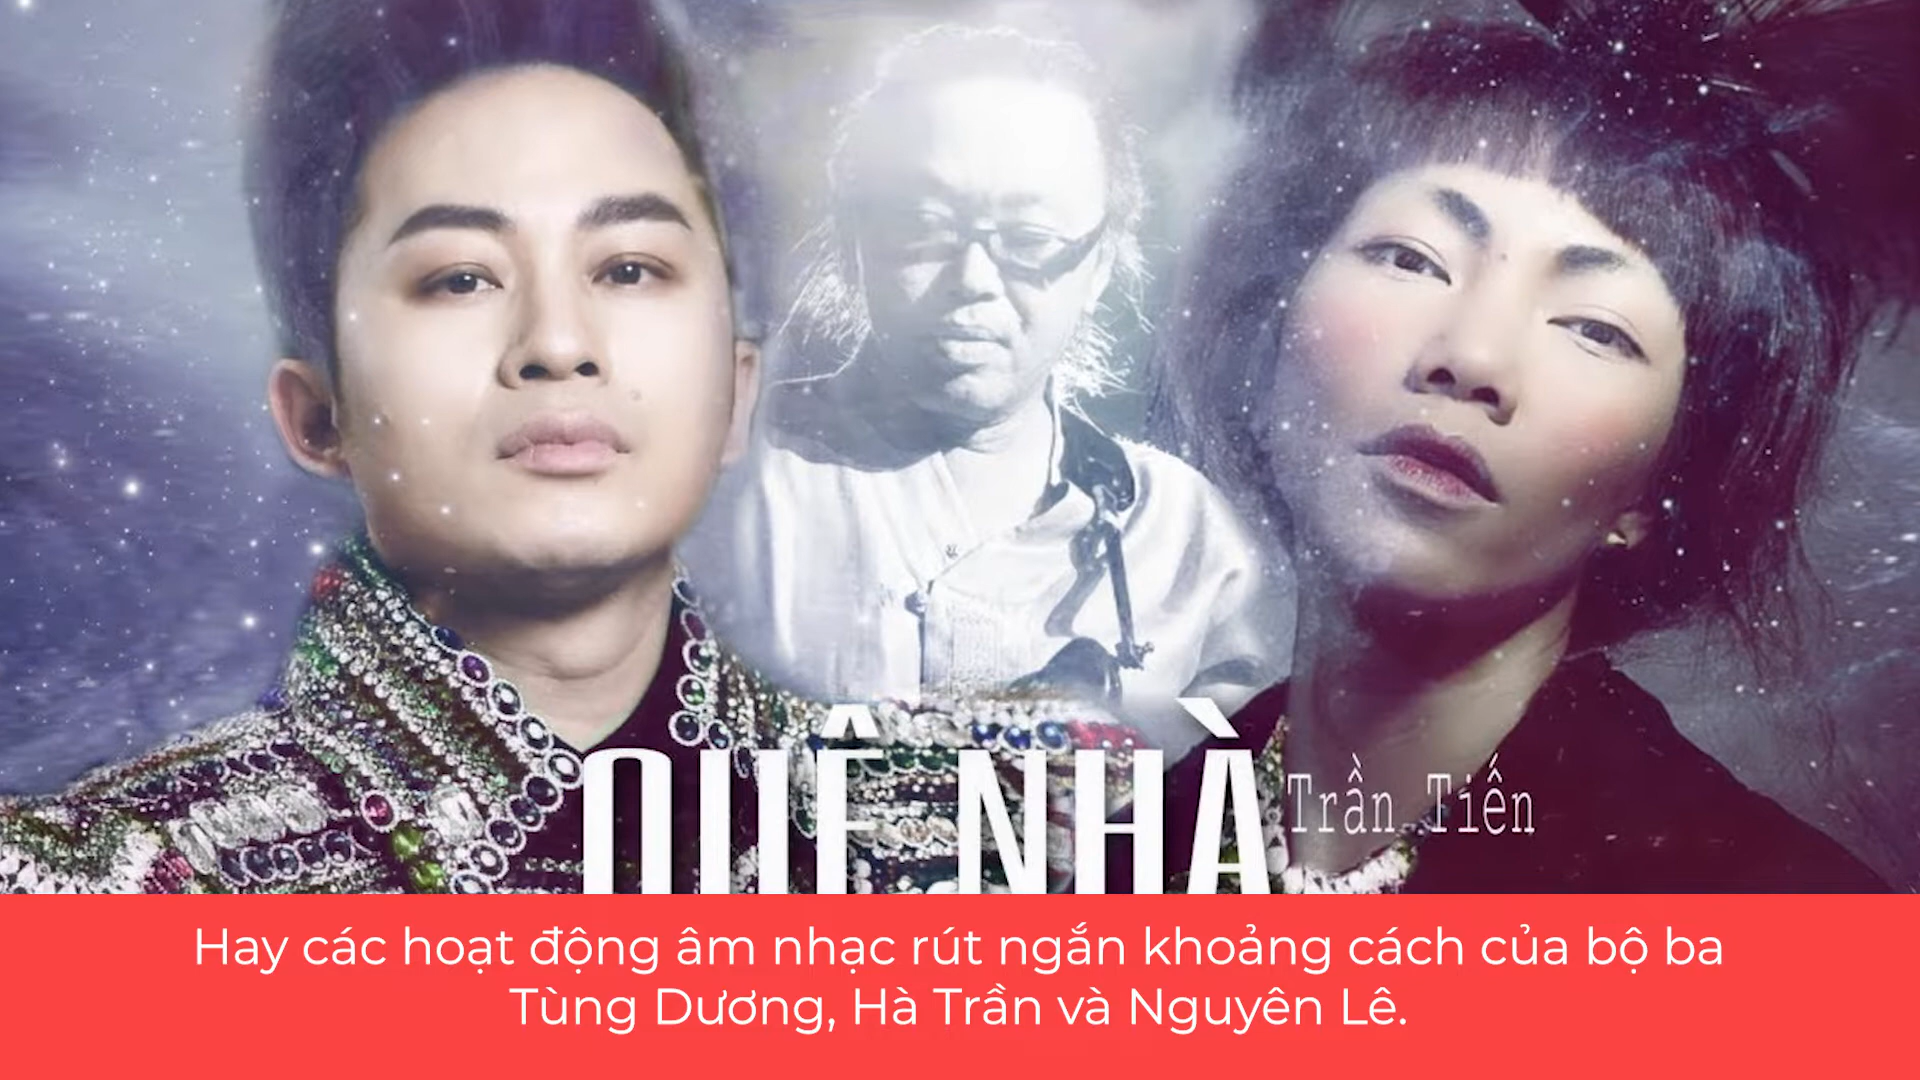 QUÊ NHÀ
Trần Tiến
Hay các hoạt động âm nhạc rút ngắn khoảng cách của bộ ba
Tùng Dương, Hà Trần và Nguyên Lê.